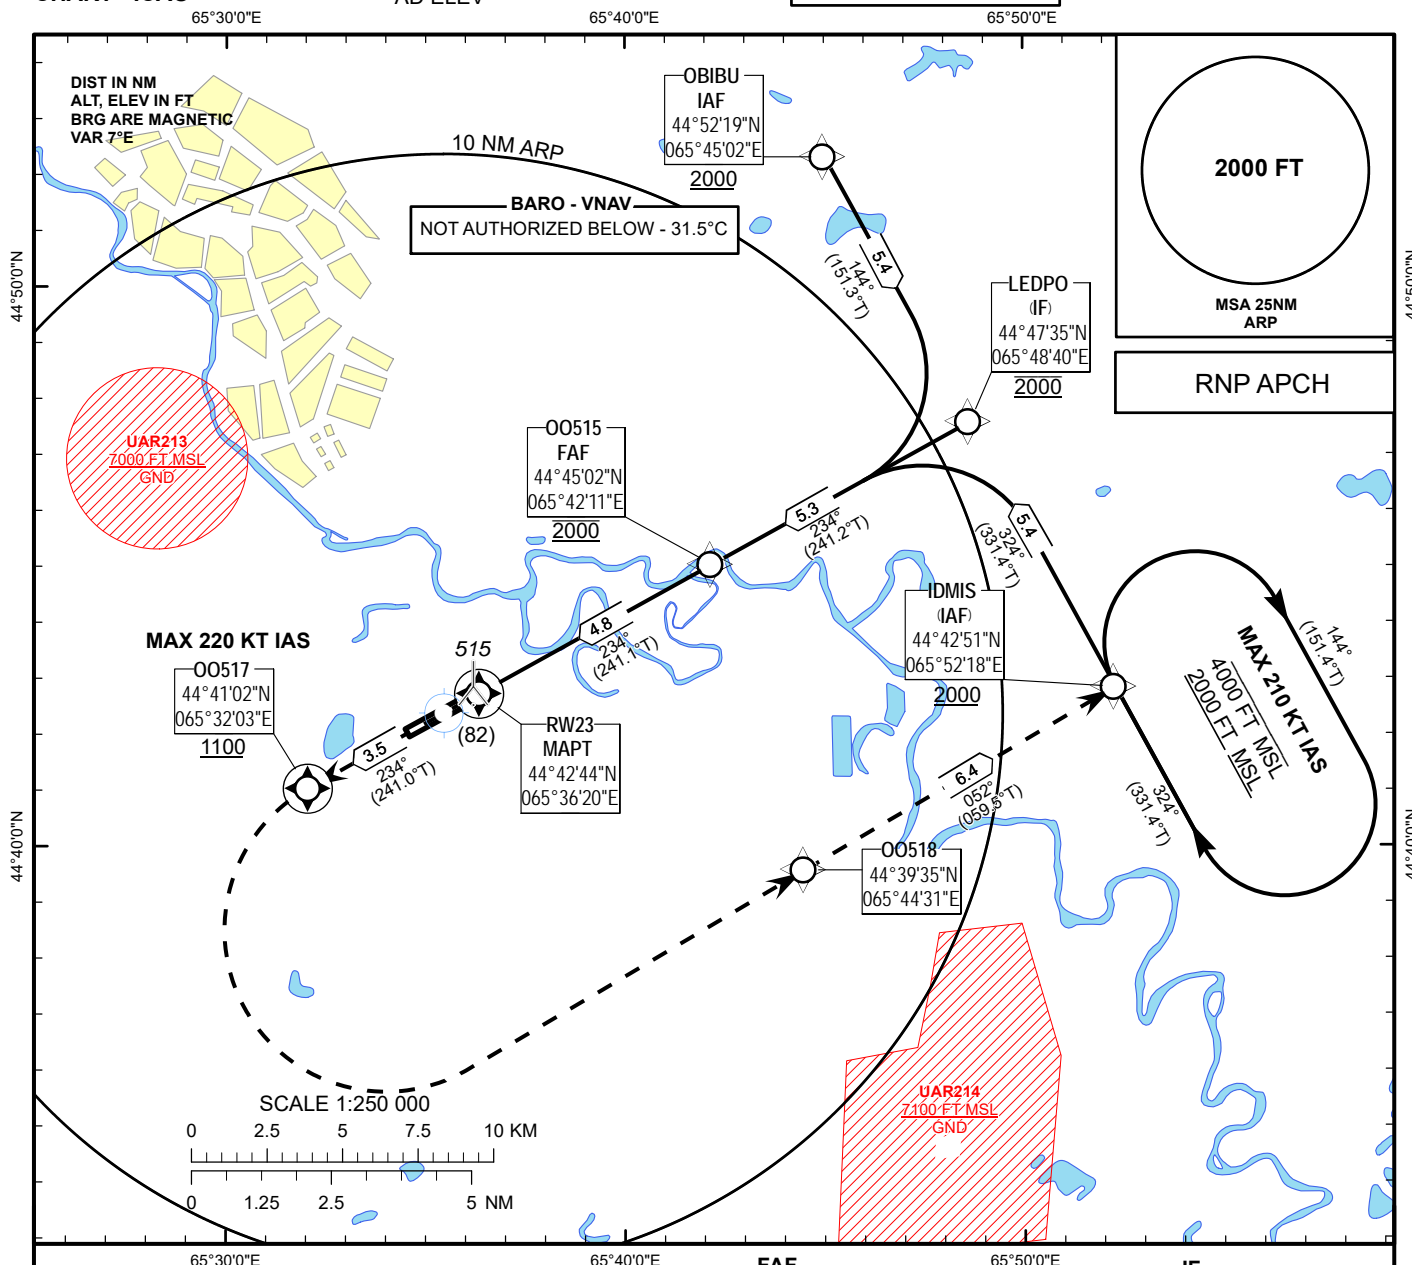 65°30'0"E
AD ELEV
65°40'0"E
65°50'0"E
DIST IN NM
ALT, ELEV IN FT
BRG ARE MAGNETIC
VAR 7°E
10 NM ARP
OBIBU
IAF
44°52'19"N
065°45'02"E
2000
BARO - VNAV
NOT AUTHORIZED BELOW - 31.5°C
2000 FT
MSA 25NM
ARP
RNP APCH
44°50'0"N
44°50'0"N
5.4
144°
(151.3°T)
LEDPO
(IF)
44°47'35"N
065°48'40"E
2000
UAR213
7000 FT MSL
GND
OO515
FAF
44°45'02"N
065°42'11"E
2000
5.3
234°
(241.2°T)
5.4
324°
(331.4°T)
IDMIS
(IAF)
44°42'51"N
065°52'18"E
2000
144°
(151.4°T)
MAX 210 KT IAS
4000 FT MSL
2000 FT MSL
324°
(331.4°T)
4.8
234°
(241.1°T)
MAX 220 KT IAS
515
OO517
44°41'02"N
065°32'03"E
1100
(82)
RW23
MAPT
44°42'44"N
065°36'20"E
3.5
234°
(241.0°T)
6.4
052°
(059.5°T)
44°40'0"N
44°40'0"N
OO518
44°39'35"N
065°44'31"E
UAR214
7100 FT MSL
GND
SCALE 1:250 000
0 2.5 5 7.5 10 KM
0 1.25 2.5 5 NM
65°30'0"E
65°40'0"E
65°50'0"E
FAF
IF